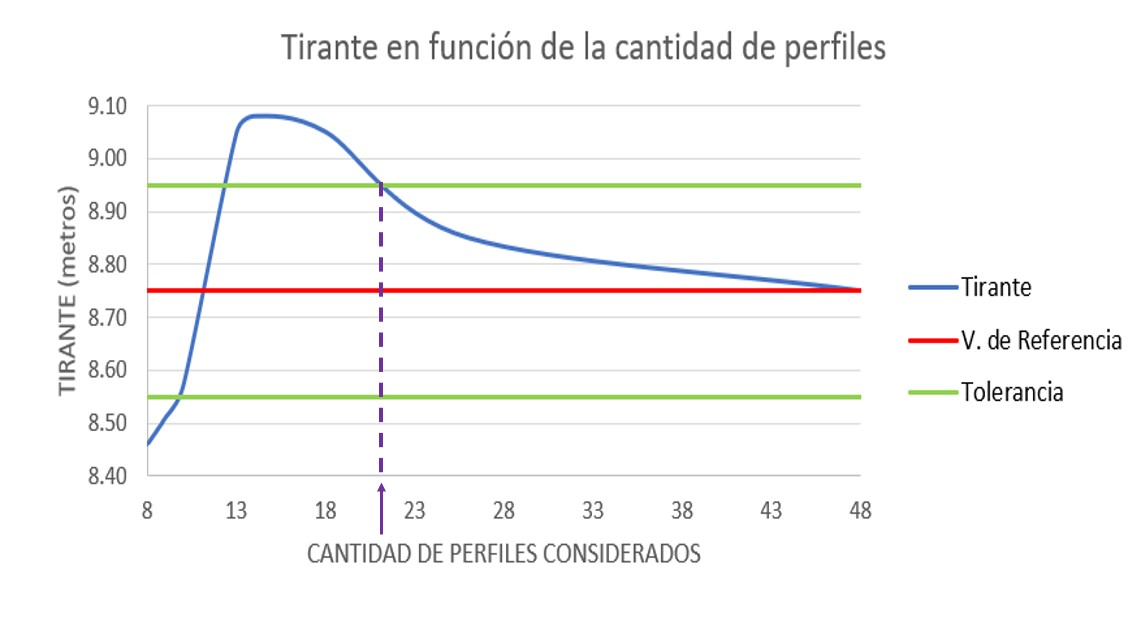 Tirante en función de la cantidad de perfiles
9.10
9.00
8.90
8.80
8.70
8.60
8.50
8.40
TIRANTE (metros)
8 13 18 23 28 33 38 43 48
CANTIDAD DE PERFILES CONSIDERADOS
Tirante
V. de Referencia
Tolerancia